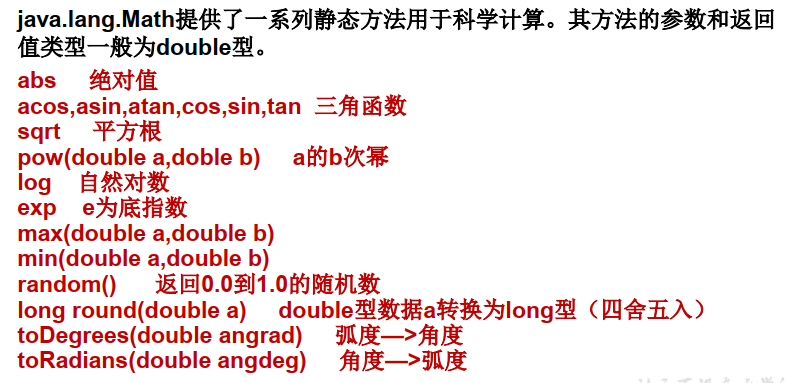 java.lang.Math提供了一系列静态方法用于科学计算。其方法的参数和返回
值类型一般为double型。
abs 绝对值
acos,asin,atan,cos,sin,tan 三角函数
sqrt 平方根
pow(double a,doble b) a的b次幂
log 自然对数
exp e为底指数
max(double a,double b)
min(double a,double b)
random() 返回0.0到1.0的随机数
long round(double a) double型数据a转换为long型（四舍五入）
toDegrees(double angrad) 弧度—>角度
toRadians(double angdeg) 角度—>弧度